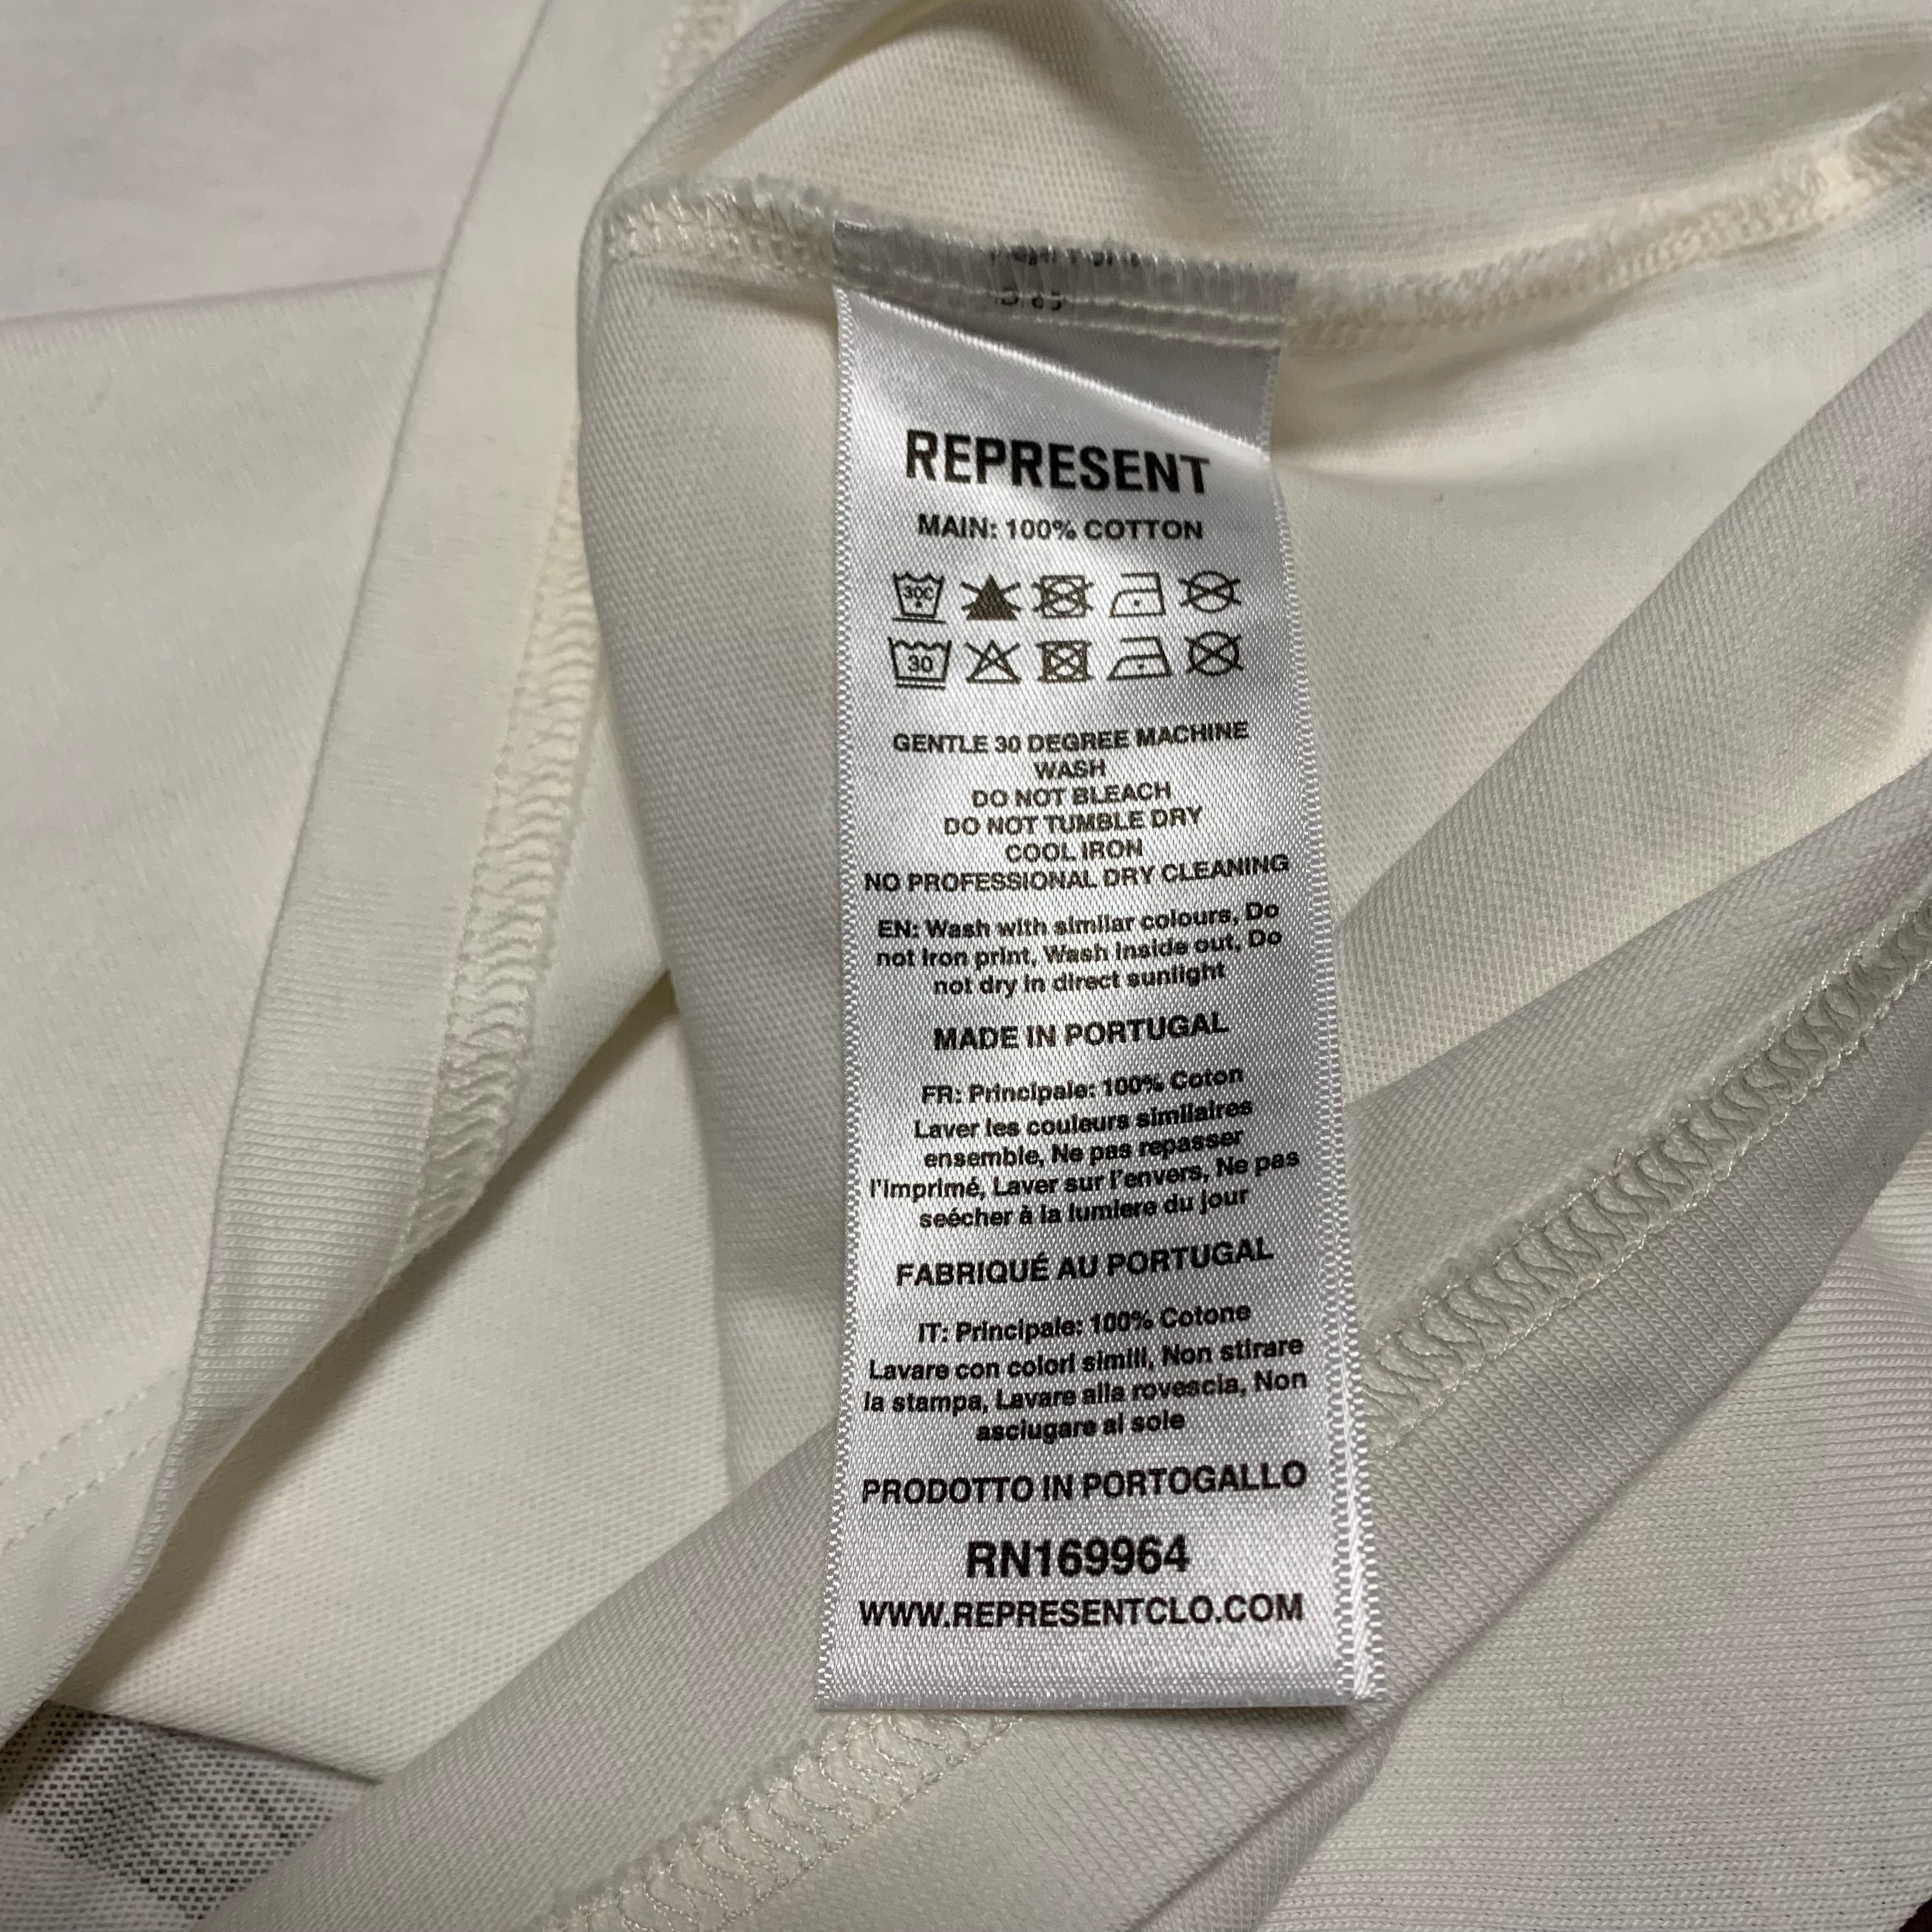 REPRESENT
MAIN: 100% COTTON
30C
30
GENTLE 30 DEGREE MACHINE
WASH
DO NOT BLEACH
DO NOT TUMBLE DRY
COOL IRON
NO PROFESSIONAL DRY CLEANING
EN: Wash with similar colours, Do
not iron print, Wash inside out, Do
not dry in direct sunlight
MADE IN PORTUGAL
FR: Principale: 100% Coton
Laver les couleurs similaires
ensemble, Ne pas repasser
l'imprimé, Laver sur l'envers, Ne pas
seécher à la lumiere du jour
FABRIQUÉ AU PORTUGAL
IT: Principale: 100% Cotone
Lavare con colori simili, Non stirare
la stampa, Lavare alla rovescia, Non
asciugare al sole
PRODOTTO IN PORTOGALLO
RN169964
WWW.REPRESENTCLO.COM